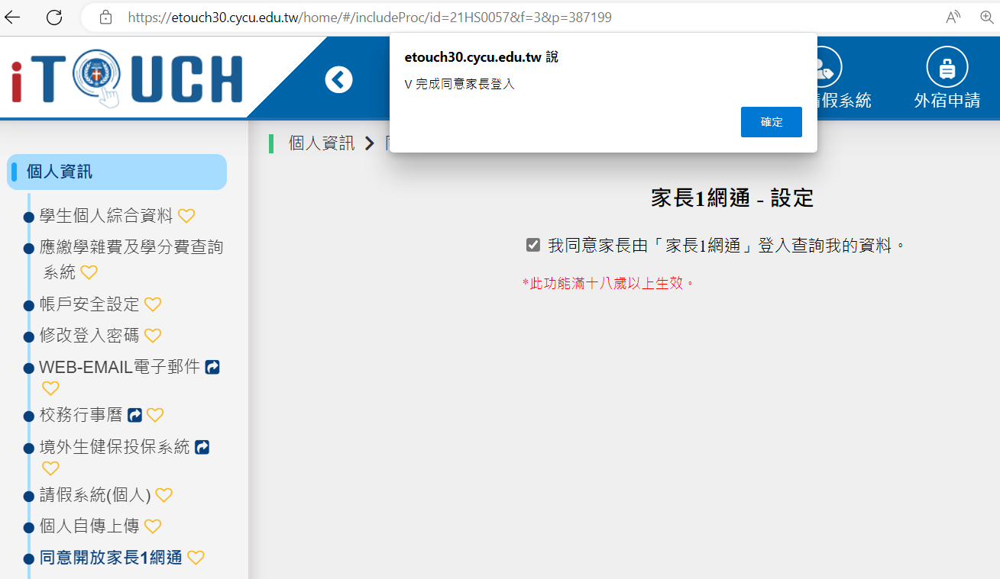 https://etouch30.cycu.edu.tw/home/#/includeProc/id=21HS0057&f=3&p=387199
etouch30.cycu.edu.tw 說
V 完成同意家長登入
確定
iTOUCH
假系統
外宿申請
個人資訊
個人資訊
學生個人綜合資料
應繳學雜費及學分費查詢
系統
帳戶安全設定
修改登入密碼
WEB-EMAIL電子郵件
校務行事曆
境外生健保投保系統
請假系統(個人)
個人自傳上傳
同意開放家長1網通
家長1網通 - 設定
我同意家長由「家長1網通」登入查詢我的資料。
*此功能滿十八歲以上生效。